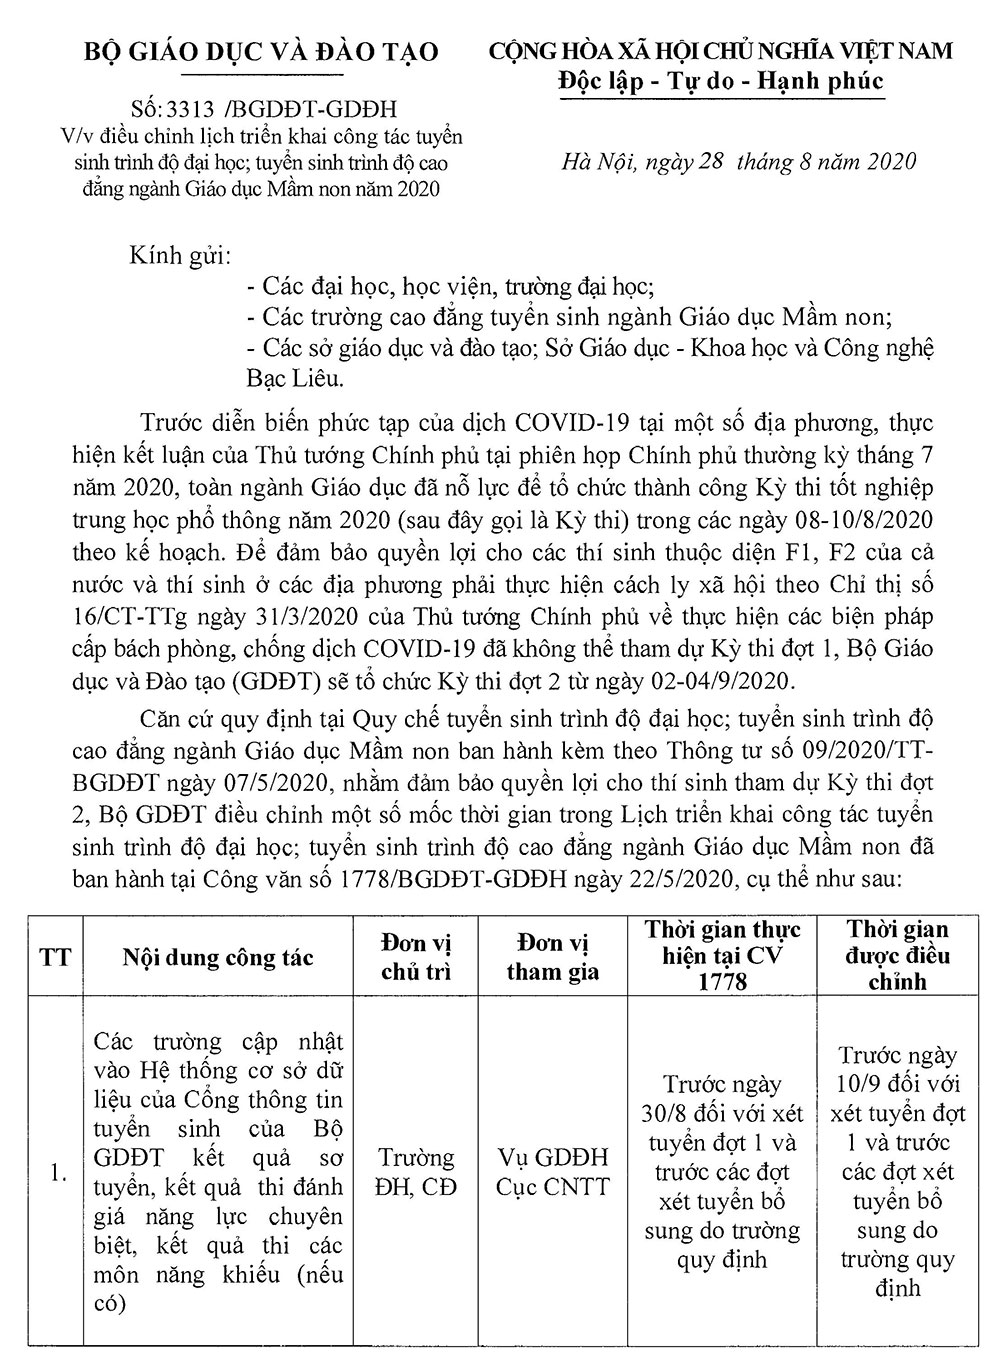 BỘ GIÁO DỤC VÀ ĐÀO TẠO
CỘNG HÒA XÃ HỘI CHỦ NGHĨA VIỆT NAM
Độc lập - Tự do - Hạnh phúc
Số: 3313 /BGDĐT-GDĐH
V/v điều chỉnh lịch triển khai công tác tuyển
sinh trình độ đại học; tuyển sinh trình độ cao
đẳng ngành Giáo dục Mầm non năm 2020
Hà Nội, ngày 28 tháng 8 năm 2020
Kính gửi:
- Các đại học, học viện, trường đại học;
- Các trường cao đẳng tuyển sinh ngành Giáo dục Mầm non;
- Các sở giáo dục và đào tạo; Sở Giáo dục - Khoa học và Công nghệ
Bạc Liêu.
Trước diễn biến phức tạp của dịch COVID-19 tại một số địa phương, thực
hiện kết luận của Thủ tướng Chính phủ tại phiên họp Chính phủ thường kỳ tháng 7
năm 2020, toàn ngành Giáo dục đã nỗ lực để tổ chức thành công Kỳ thi tốt nghiệp
trung học phổ thông năm 2020 (sau đây gọi là Kỳ thi) trong các ngày 08-10/8/2020
theo kế hoạch. Để đảm bảo quyền lợi cho các thí sinh thuộc diện F1, F2 của cả
nước và thí sinh ở các địa phương phải thực hiện cách ly xã hội theo Chỉ thị số
16/CT-TTg ngày 31/3/2020 của Thủ tướng Chính phủ về thực hiện các biện pháp
cấp bách phòng, chống dịch COVID-19 đã không thể tham dự Kỳ thi đợt 1, Bộ Giáo
dục và Đào tạo (GDĐT) sẽ tổ chức Kỳ thi đợt 2 từ ngày 02-04/9/2020.
Căn cứ quy định tại Quy chế tuyển sinh trình độ đại học; tuyển sinh trình độ
cao đẳng ngành Giáo dục Mầm non ban hành kèm theo Thông tư số 09/2020/TT-
BGDĐT ngày 07/5/2020, nhằm đảm bảo quyền lợi cho thí sinh tham dự Kỳ thi đợt
2, Bộ GDĐT điều chỉnh một số mốc thời gian trong Lịch triển khai công tác tuyển
sinh trình độ đại học; tuyển sinh trình độ cao đẳng ngành Giáo dục Mầm non đã
ban hành tại Công văn số 1778/BGDĐT-GDĐH ngày 22/5/2020, cụ thể như sau:
TT
Nội dung công tác
Đơn vị
chủ trì
Đơn vị
tham gia
Thời gian thực
hiện tại CV
1778
Thời gian
được điều
chỉnh
1.
Các trường cập nhật
vào Hệ thống cơ sở dữ
liệu của Cổng thông tin
tuyển sinh của Bộ
GDĐT kết quả sơ
tuyển, kết quả thi đánh
giá năng lực chuyên
biệt, kết quả thi các
môn năng khiếu (nếu
có)
Trường
ĐH, CĐ
Vụ GDĐH
Cục CNTT
Trước ngày
30/8 đối với xét
tuyển đợt 1 và
trước các đợt
xét tuyển bổ
sung do trường
quy định
Trước ngày
10/9 đối với
xét tuyển đợt
1 và trước
các đợt xét
tuyển bổ
sung do
trường quy
định